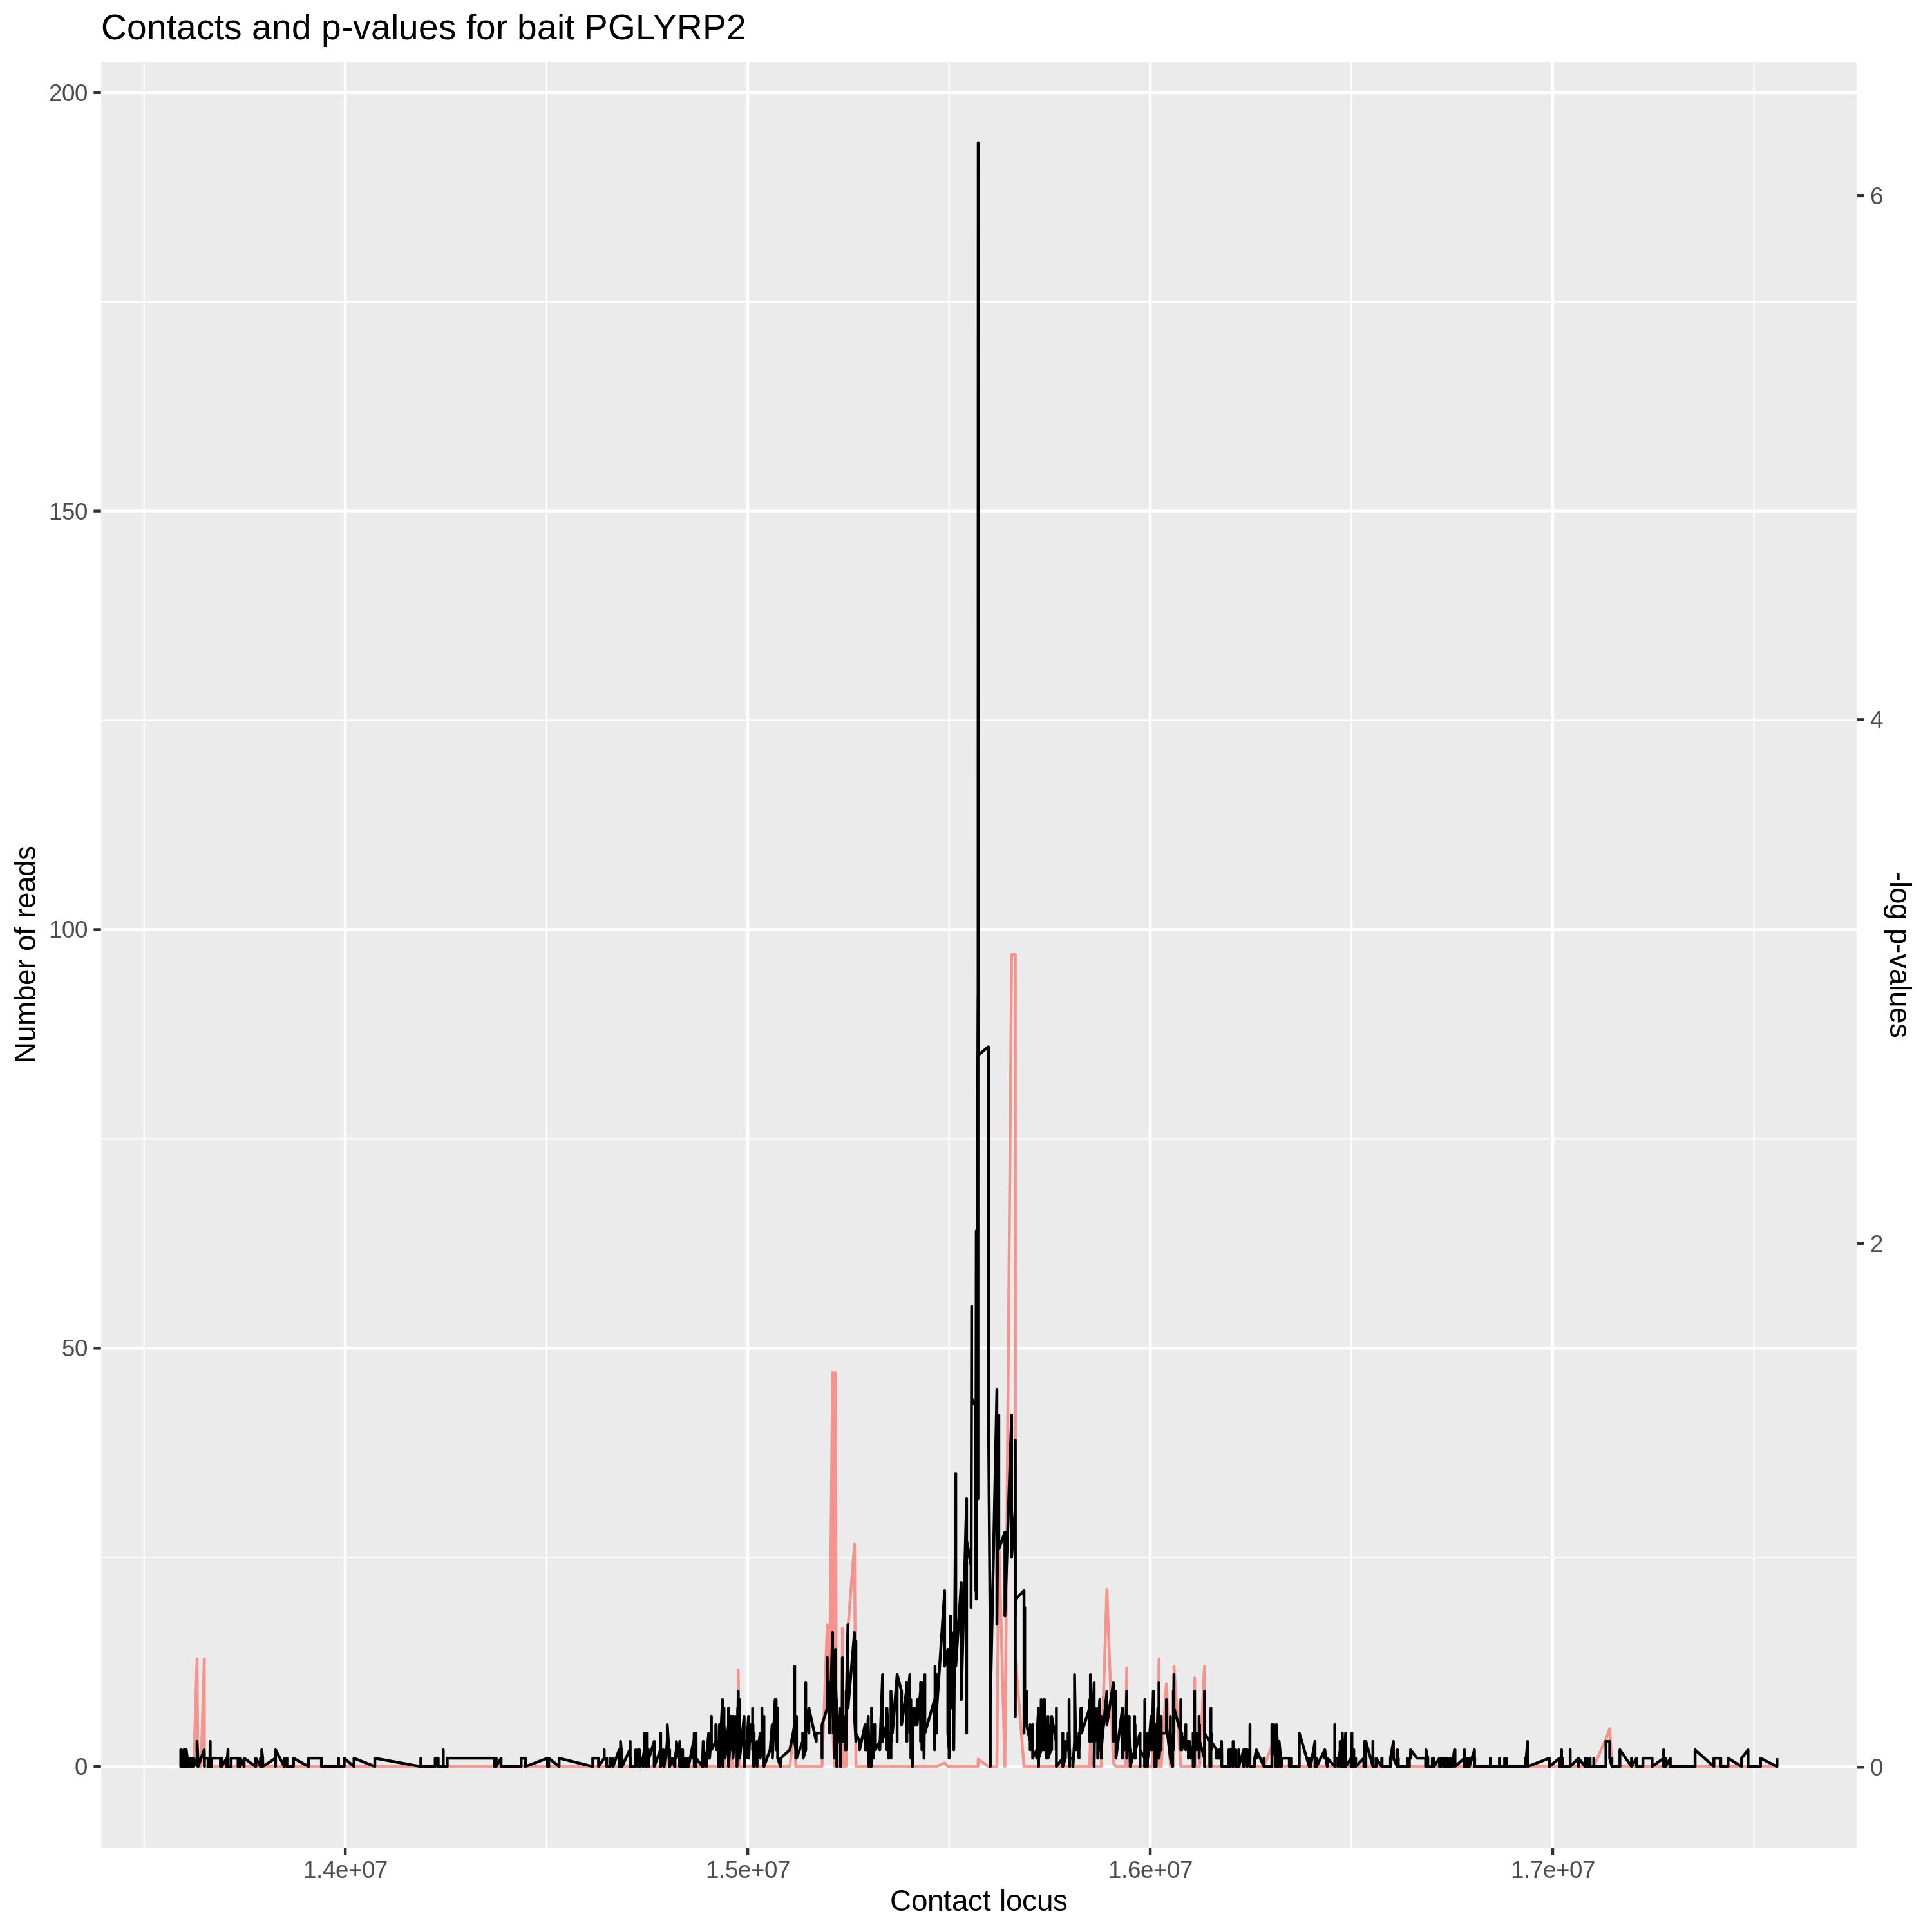 Contacts and p-values for bait PGLYRP2
200
150
100
50
0
Number of reads
6
4
2
0
-log p-values
1.4e+07
1.5e+07
1.6e+07
1.7e+07
Contact locus